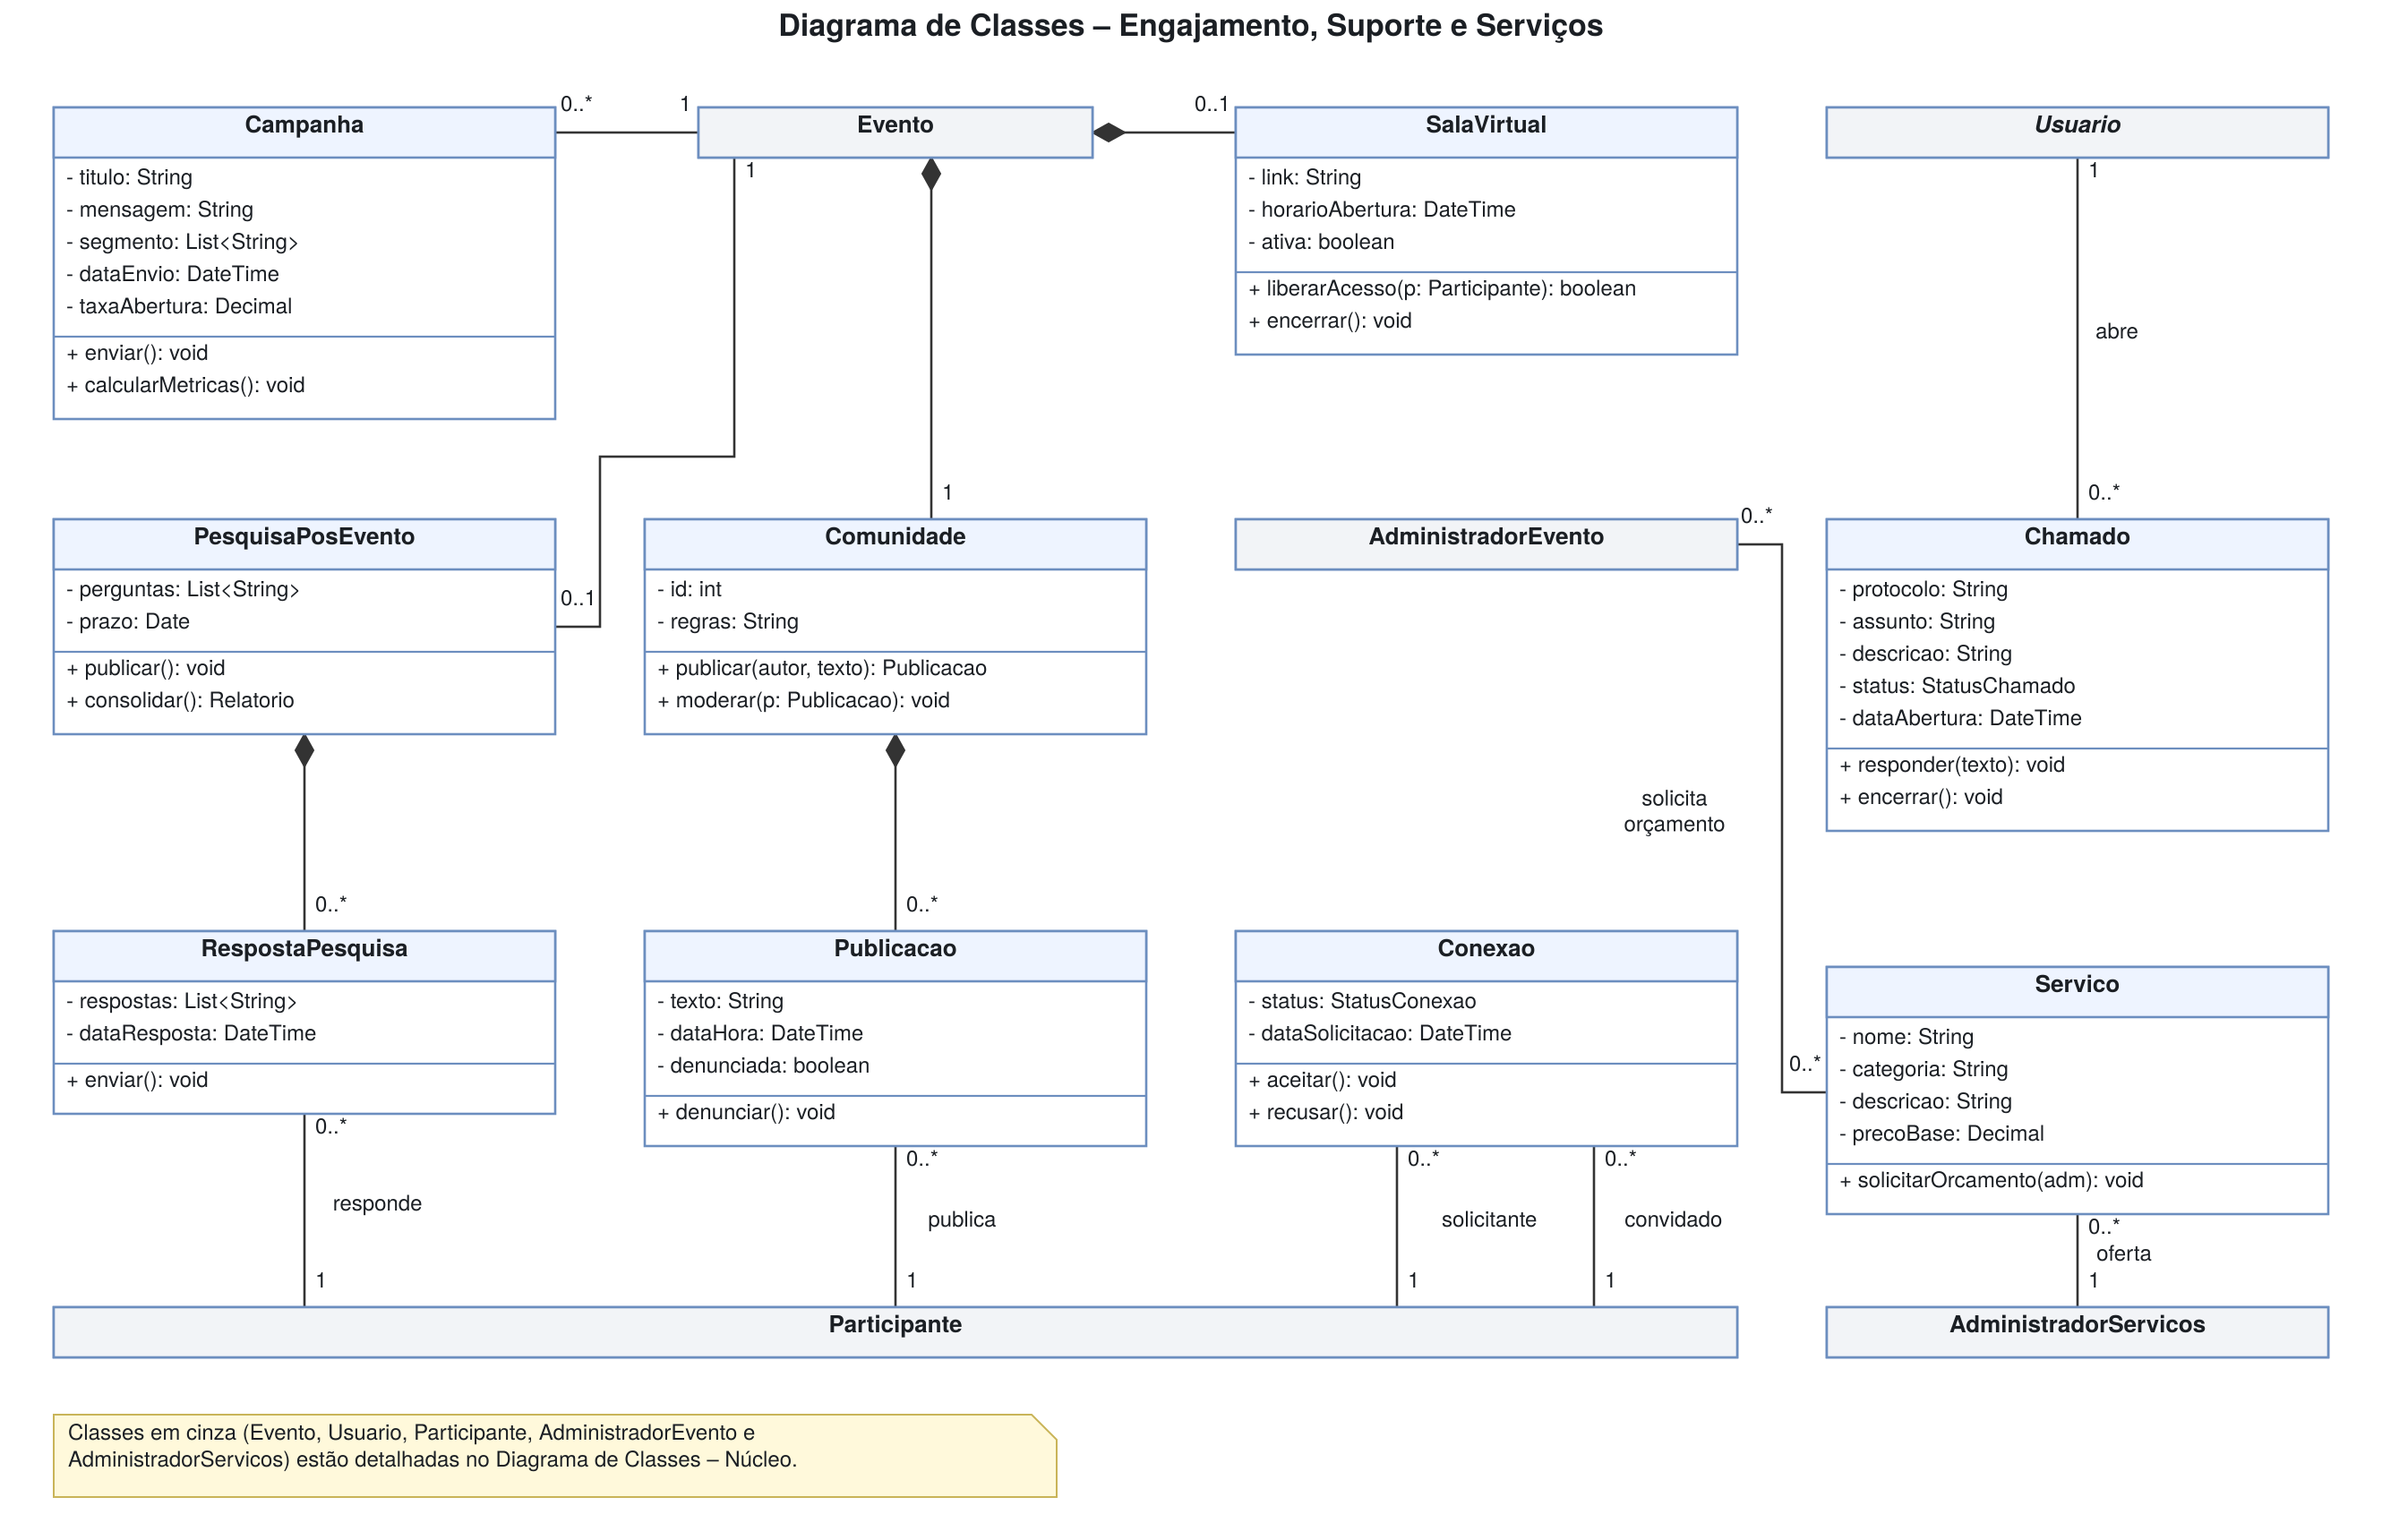 Diagrama de Classes – Engajamento, Suporte e Serviços
0..*
1
0..1
Campanha
- titulo: String
- mensagem: String
- segmento: List<String>
- dataEnvio: DateTime
- taxaAbertura: Decimal
+ enviar(): void
+ calcularMetricas(): void
Evento
1
SalaVirtual
- link: String
- horarioAbertura: DateTime
- ativa: boolean
+ liberarAcesso(p: Participante): boolean
+ encerrar(): void
Usuario
1
abre
0..*
1
0..1
0..*
PesquisaPosEvento
- perguntas: List<String>
- prazo: Date
+ publicar(): void
+ consolidar(): Relatorio
0..*
Comunidade
- id: int
- regras: String
+ publicar(autor, texto): Publicacao
+ moderar(p: Publicacao): void
0..*
AdministradorEvento
solicita
orçamento
Chamado
- protocolo: String
- assunto: String
- descricao: String
- status: StatusChamado
- dataAbertura: DateTime
+ responder(texto): void
+ encerrar(): void
RespostaPesquisa
- respostas: List<String>
- dataResposta: DateTime
+ enviar(): void
0..*
responde
1
Publicacao
- texto: String
- dataHora: DateTime
- denunciada: boolean
+ denunciar(): void
0..*
publica
1
Conexao
- status: StatusConexao
- dataSolicitacao: DateTime
+ aceitar(): void
+ recusar(): void
0..*
0..*
solicitante
convidado
1
1
0..*
Servico
- nome: String
- categoria: String
- descricao: String
- precoBase: Decimal
+ solicitarOrcamento(adm): void
0..*
oferta
1
Participante
AdministradorServicos
Classes em cinza (Evento, Usuario, Participante, AdministradorEvento e
AdministradorServicos) estão detalhadas no Diagrama de Classes – Núcleo.